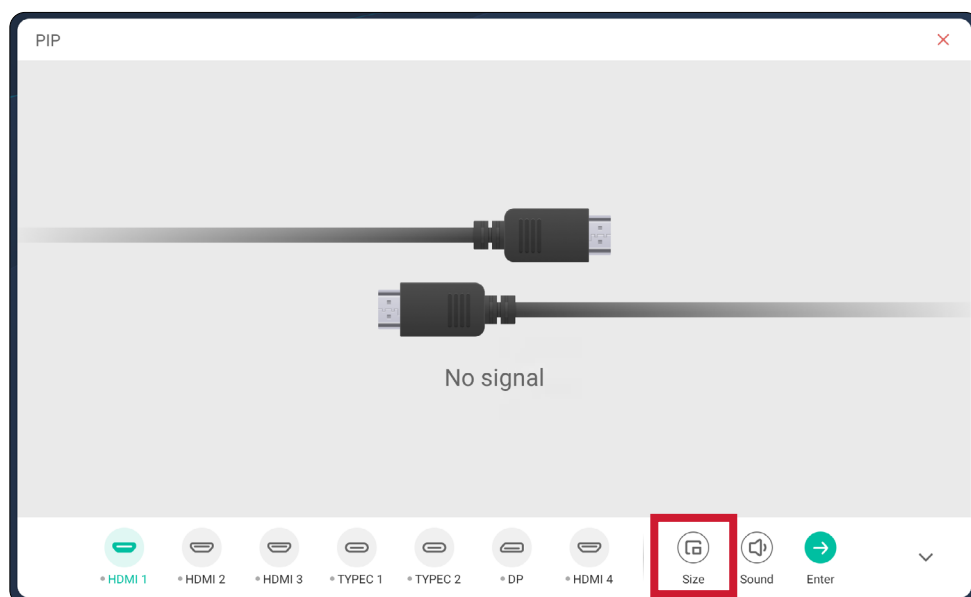 PIP
No signal
HDMI 1
HDMI 2
HDMI 3
TYPEC 1
TYPEC 2
DP
HDMI 4
Size
Sound
Enter